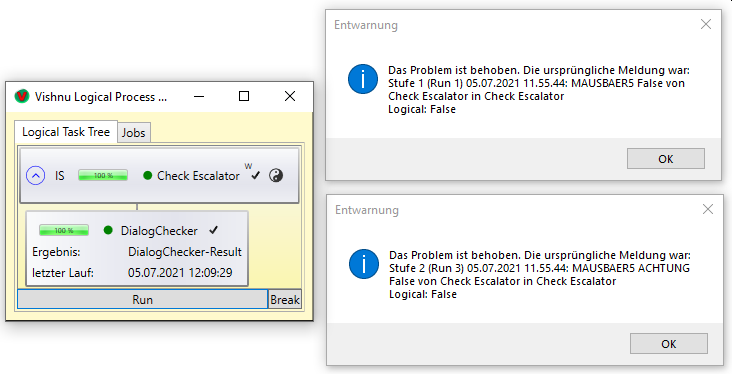 Vishnu Logical Process ...
Logical Task Tree
Jobs
IS
100 %
Check Escalator
W
100 %
DialogChecker
Ergebnis: DialogChecker-Result
letzter Lauf: 05.07.2021 12:09:29
Run
Break
Entwarnung
Das Problem ist behoben. Die ursprüngliche Meldung war:
Stufe 1 (Run 1) 05.07.2021 11.55.44: MAUSBAER5 False von
Check Escalator in Check Escalator
Logical: False
OK
Entwarnung
Das Problem ist behoben. Die ursprüngliche Meldung war:
Stufe 2 (Run 3) 05.07.2021 11.55.44: MAUSBAER5 ACHTUNG
False von Check Escalator in Check Escalator
Logical: False
OK